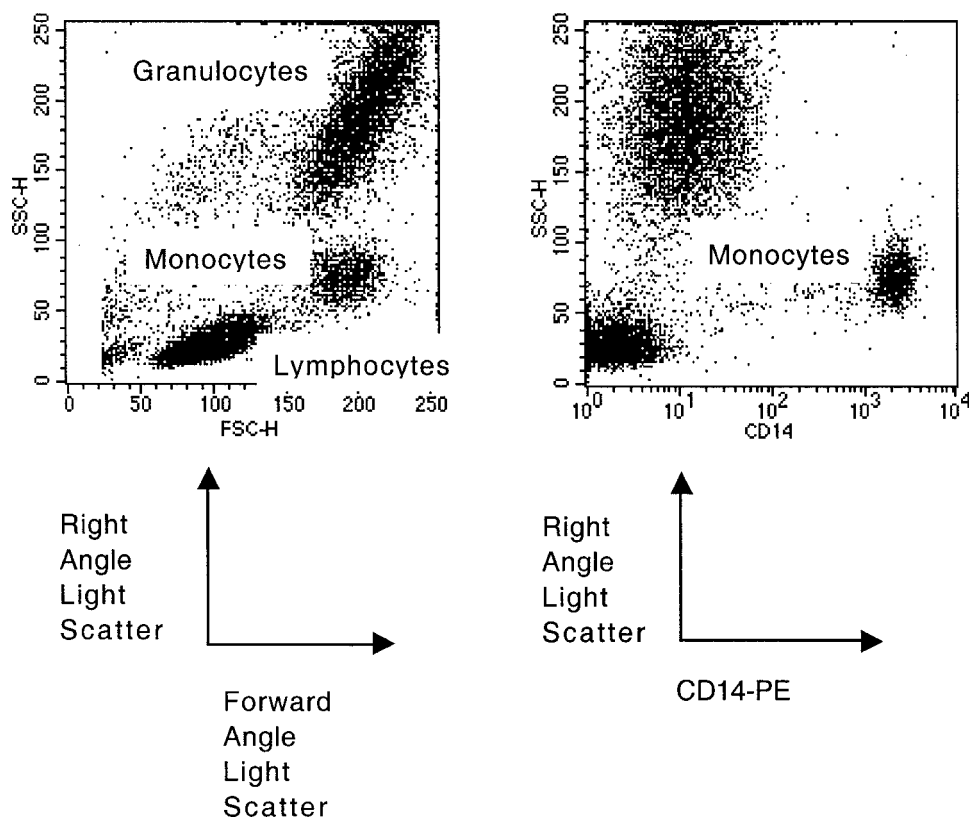 250
200
150
100
50
0
SSC-H
Granulocytes
Monocytes
Lymphocytes
0 50 100 150 200 250
FSC-H
250
200
150
100
50
0
SSC-H
Monocytes
10^0 10^1 10^2 10^3 10^4
CD14
Right
Angle
Light
Scatter
Forward
Angle
Light
Scatter
Right
Angle
Light
Scatter
CD14-PE